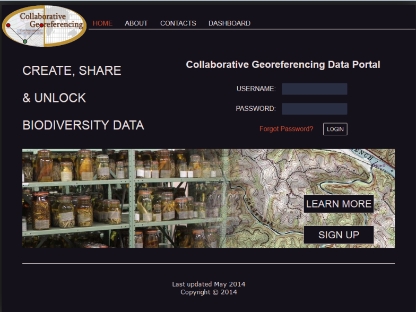 Collaborative
Georeferencing
HOME ABOUT CONTACTS DASHBOARD
CREATE, SHARE
& UNLOCK
BIODIVERSITY DATA
Collaborative Georeferencing Data Portal
USERNAME:
PASSWORD:
Forgot Password? LOGIN
LEARN MORE
SIGN UP
Last updated May 2014
Copyright © 2014